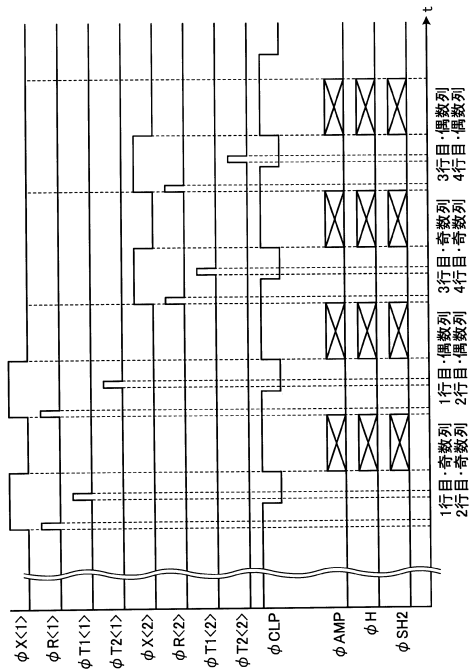 φX<1>
φR<1>
φT1<1>
φT2<1>
φX<2>
φR<2>
φT1<2>
φT2<2>
φCLP
φAMP
φH
φSH2
1行目・奇数列
2行目・奇数列
1行目・偶数列
2行目・偶数列
3行目・奇数列
4行目・奇数列
3行目・偶数列
4行目・偶数列
t